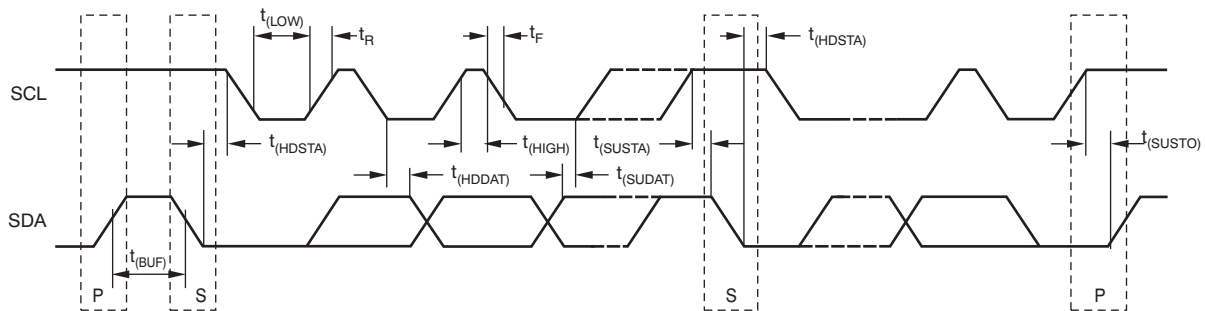 t(LOW)
tR
tF
t(HDSTA)
SCL
t(HDSTA)
t(HIGH)
t(SUSTA)
t(SUSTO)
t(HDDAT)
t(SUDAT)
SDA
t(BUF)
P
S
S
P